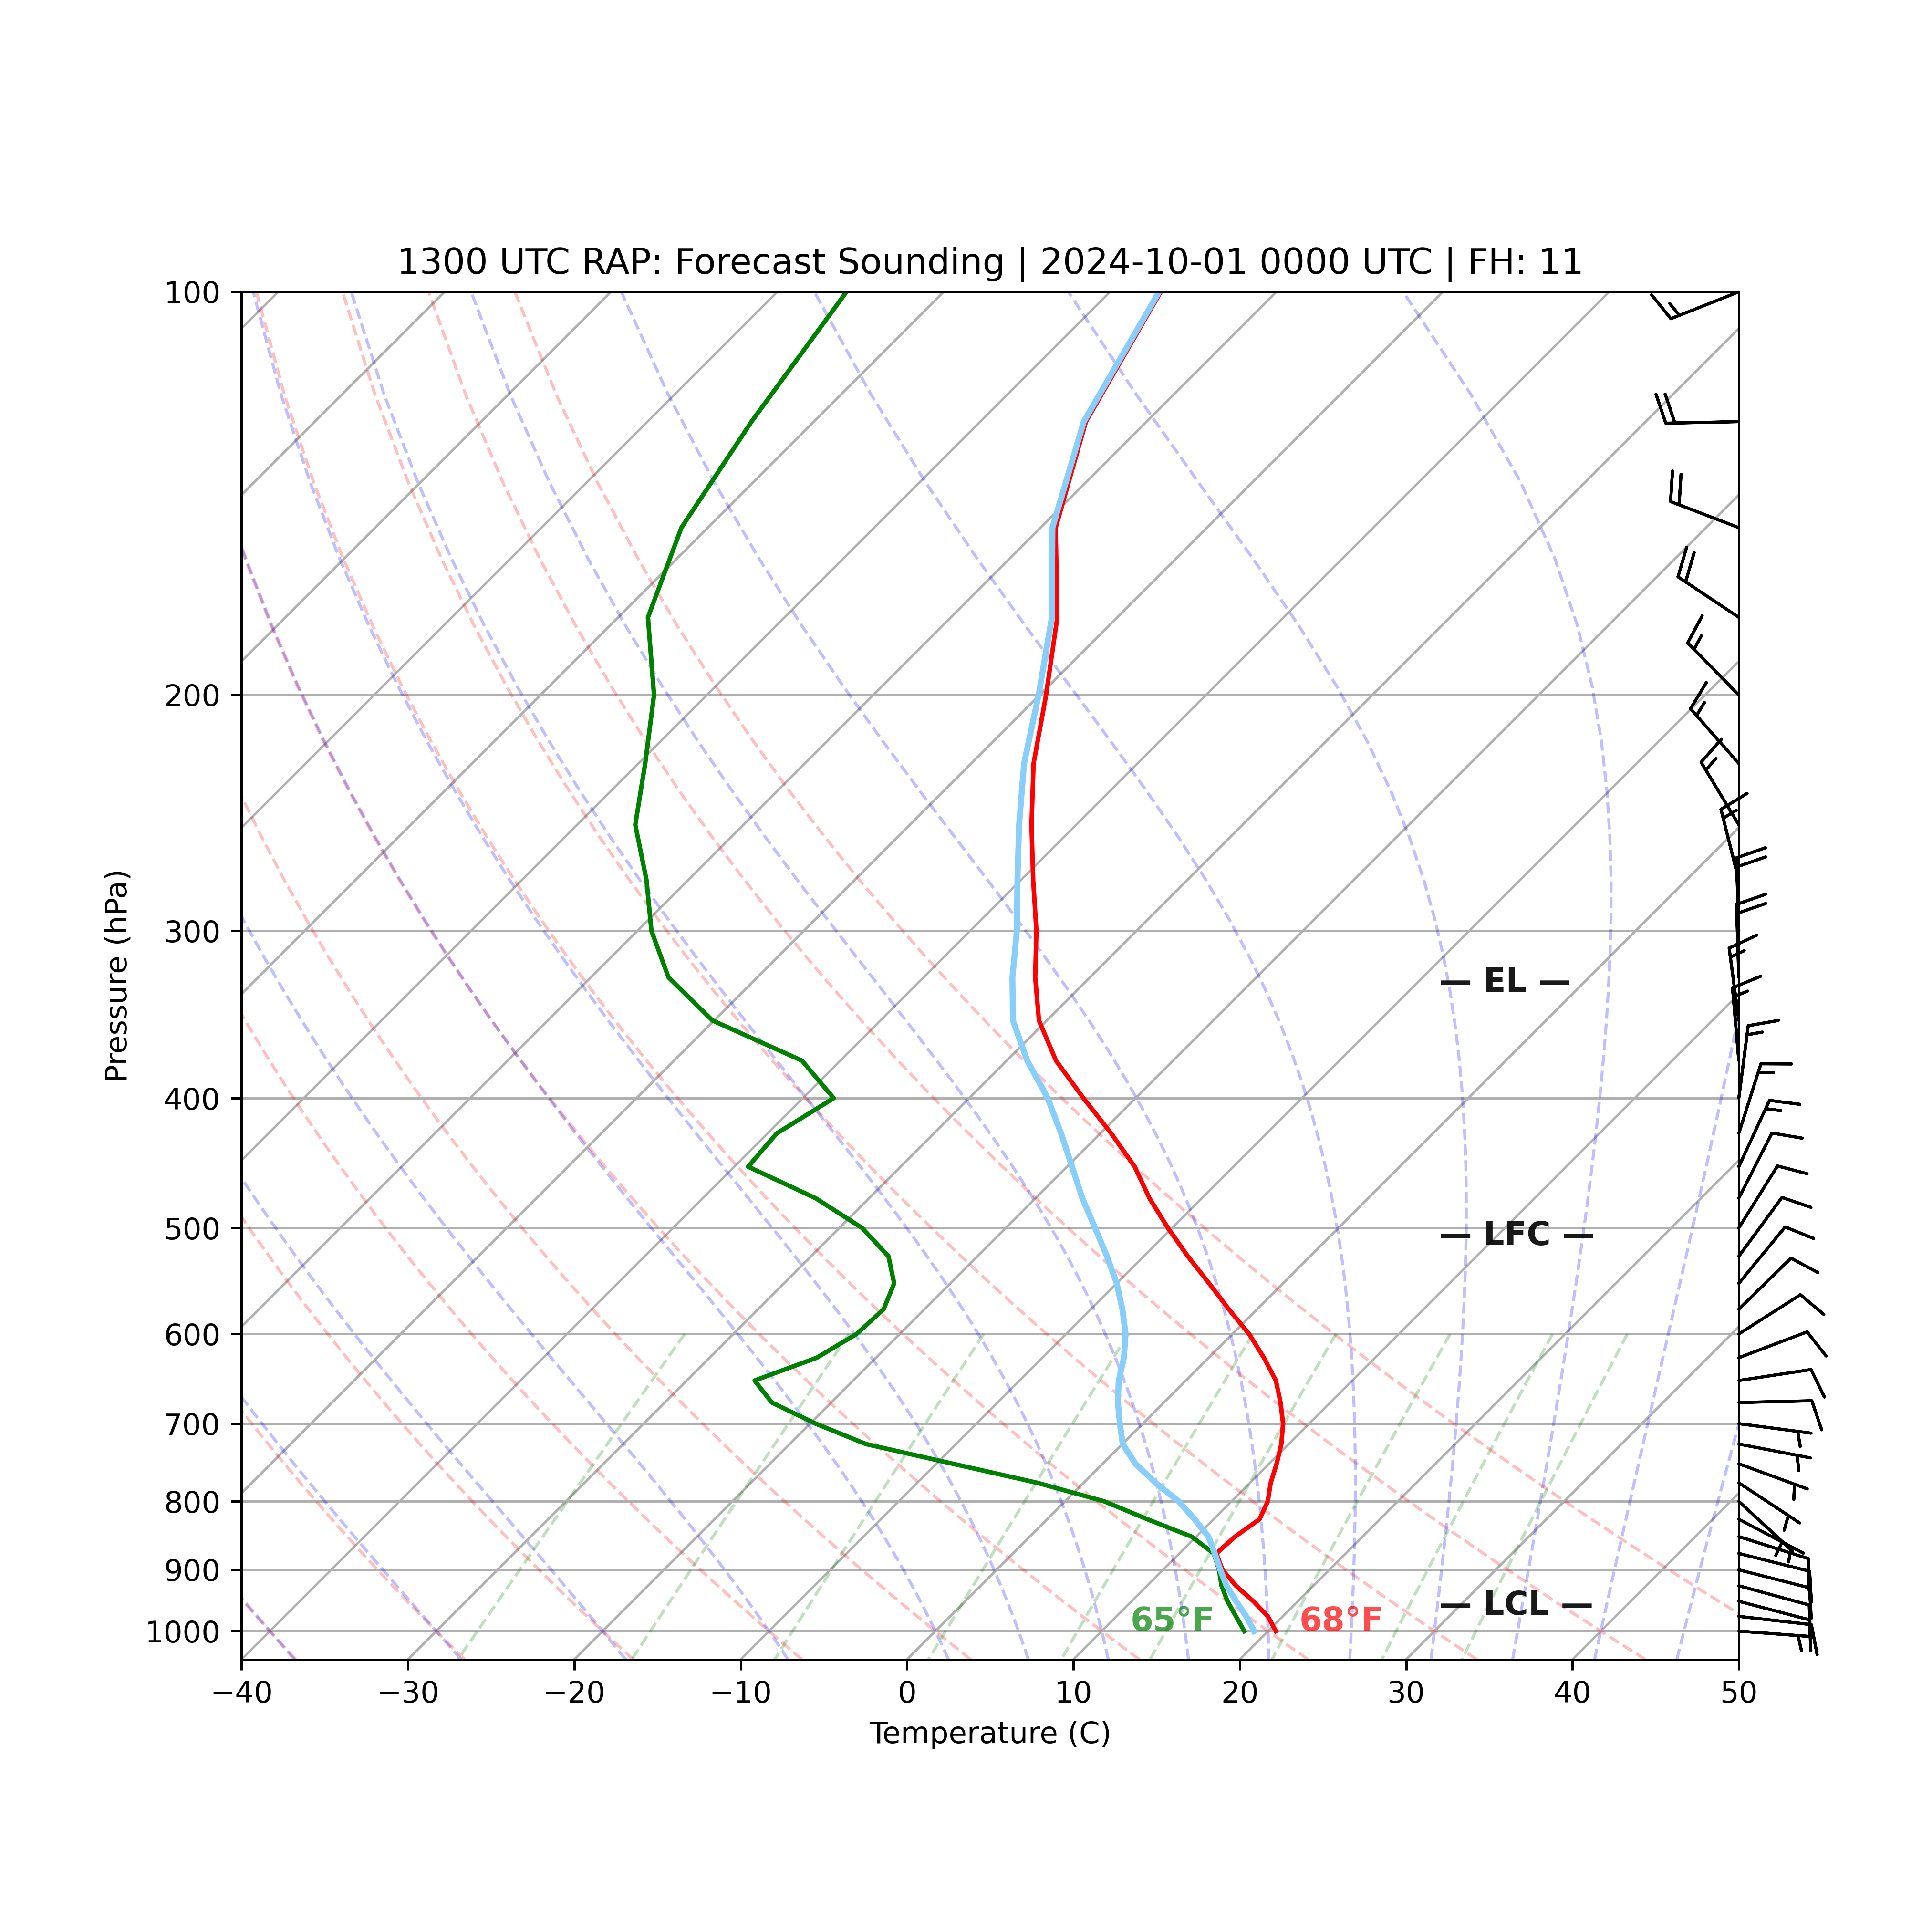 1300 UTC RAP: Forecast Sounding | 2024-10-01 0000 UTC | FH: 11
100
200
300
— EL —
Pressure (hPa)
400
500
— LFC —
600
700
800
900
— LCL —
65°F 68°F
1000
−40 −30 −20 −10 0 10 20 30 40 50
Temperature (C)